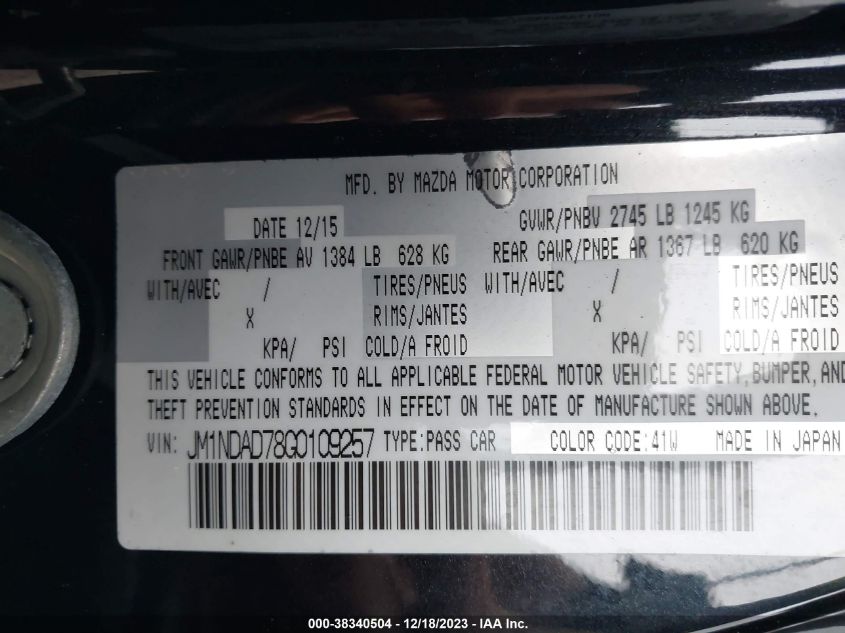 MFD. BY MAZDA MOTOR CORPORATION
DATE 12/15
GVWR/PNBV 2745 LB 1245 KG
FRONT GAWR/PNBE AV 1384 LB 628 KG
REAR GAWR/PNBE AR 1367 LB 620 KG
WITH/AVEC / TIRES/PNEUS WITH/AVEC / TIRES/PNEUS
X RIMS/JANTES X RIMS/JANTES
KPA/ PSI COLD/A FROID KPA/ PSI COLD/A FROID
THIS VEHICLE CONFORMS TO ALL APPLICABLE FEDERAL MOTOR VEHICLE SAFETY, BUMPER, AND
THEFT PREVENTION STANDARDS IN EFFECT ON THE DATE OF MANUFACTURE SHOWN ABOVE.
VIN: JM1NDAD78G0109257 TYPE:PASS CAR COLOR CODE:41W MADE IN JAPAN
000-38340504 - 12/18/2023 - IAA Inc.